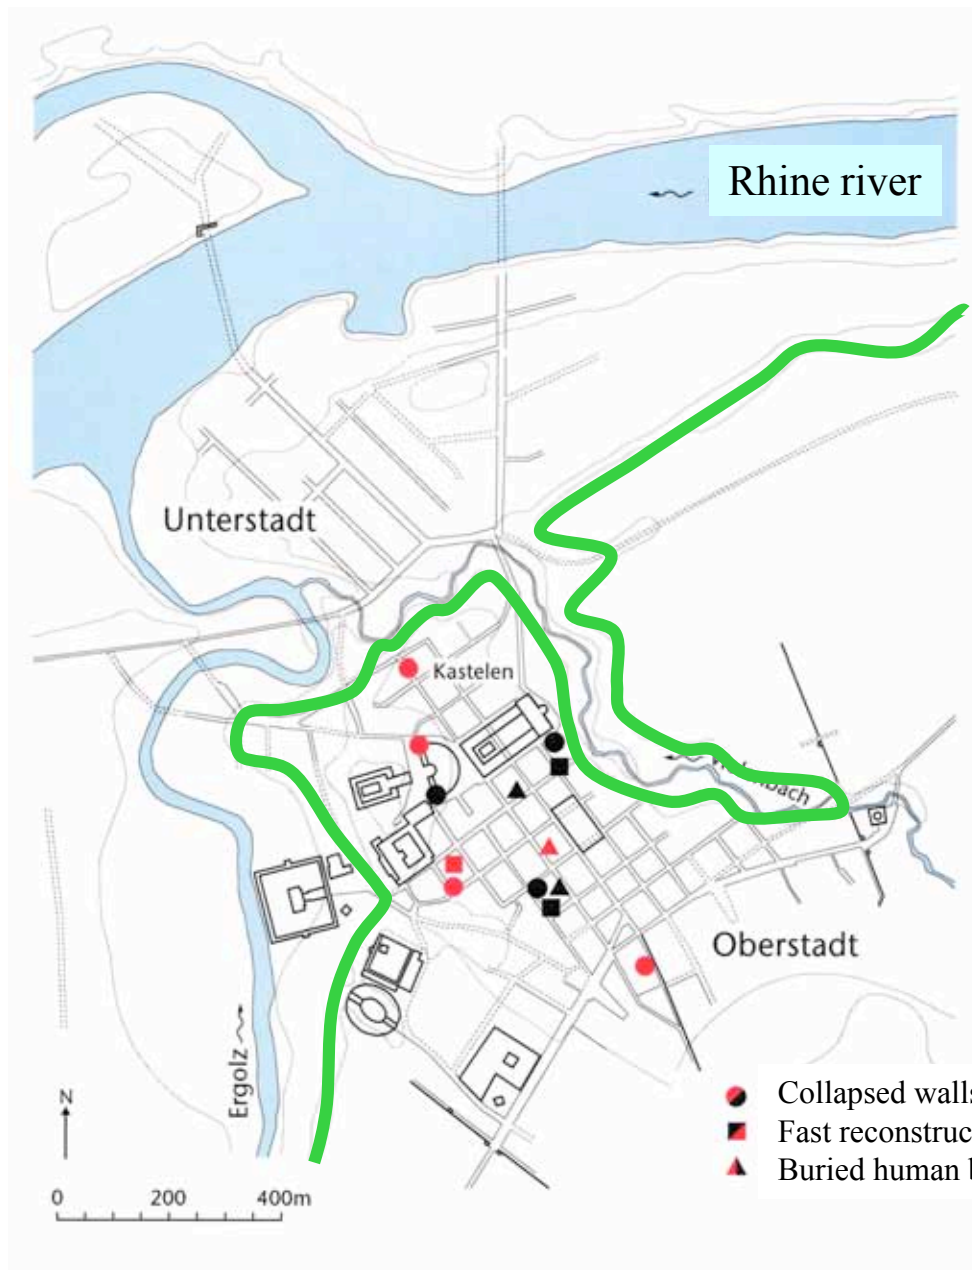 Rhine river
Unterstadt
Kastelen
Oberstadt
Ergolz
N
Collapsed walls
Fast reconstruc
Buried human b
0 200 400m